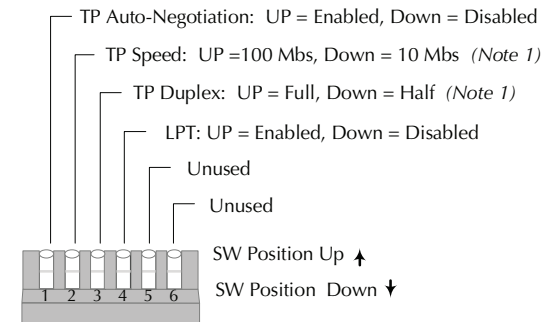 TP Auto-Negotiation: UP = Enabled, Down = Disabled
TP Speed: UP =100 Mbs, Down = 10 Mbs (Note 1)
TP Duplex: UP = Full, Down = Half (Note 1)
LPT: UP = Enabled, Down = Disabled
Unused
Unused
SW Position Up
1 2 3 4 5 6
SW Position Down